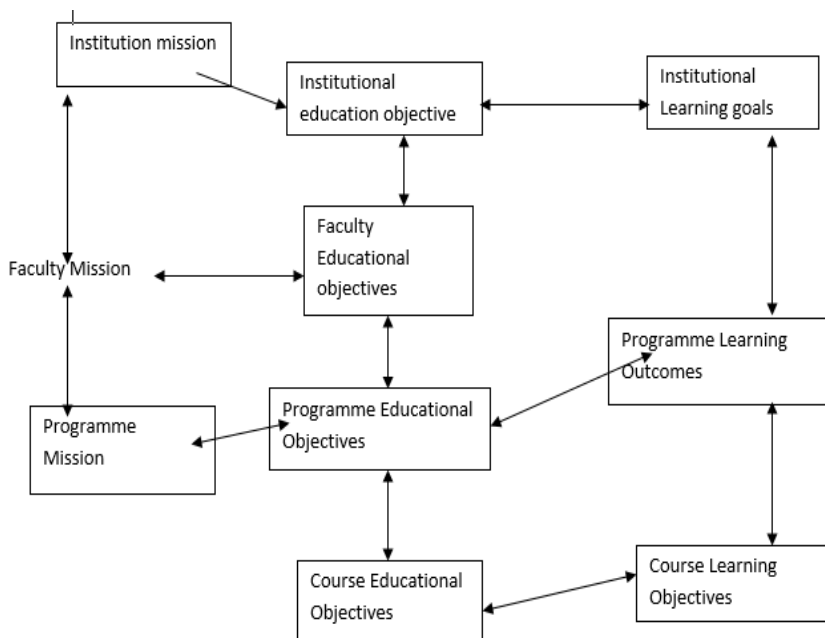 Institution mission
Institutional
education objective
Institutional
Learning goals
Faculty
Educational
objectives
Faculty Mission
Programme Learning
Outcomes
Programme Educational
Objectives
Programme
Mission
Course Educational
Objectives
Course Learning
Objectives